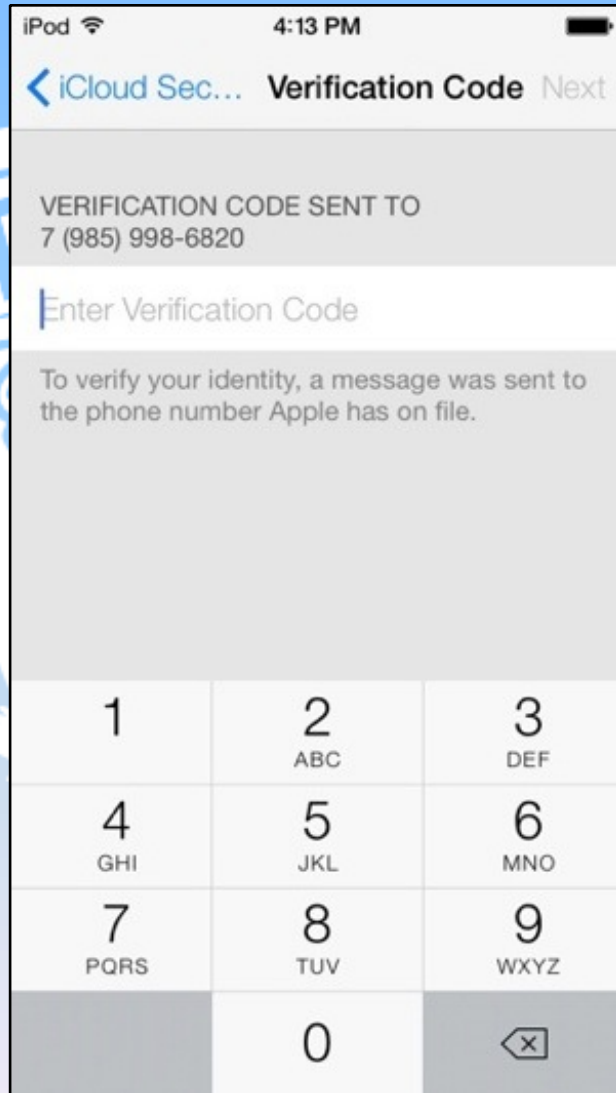 iPod 4:13 PM
iCloud Sec... Verification Code Next
VERIFICATION CODE SENT TO
7 (985) 998-6820
Enter Verification Code
To verify your identity, a message was sent to
the phone number Apple has on file.
1 2 3
ABC DEF
4 5 6
GHI JKL MNO
7 8 9
PQRS TUV WXYZ
0